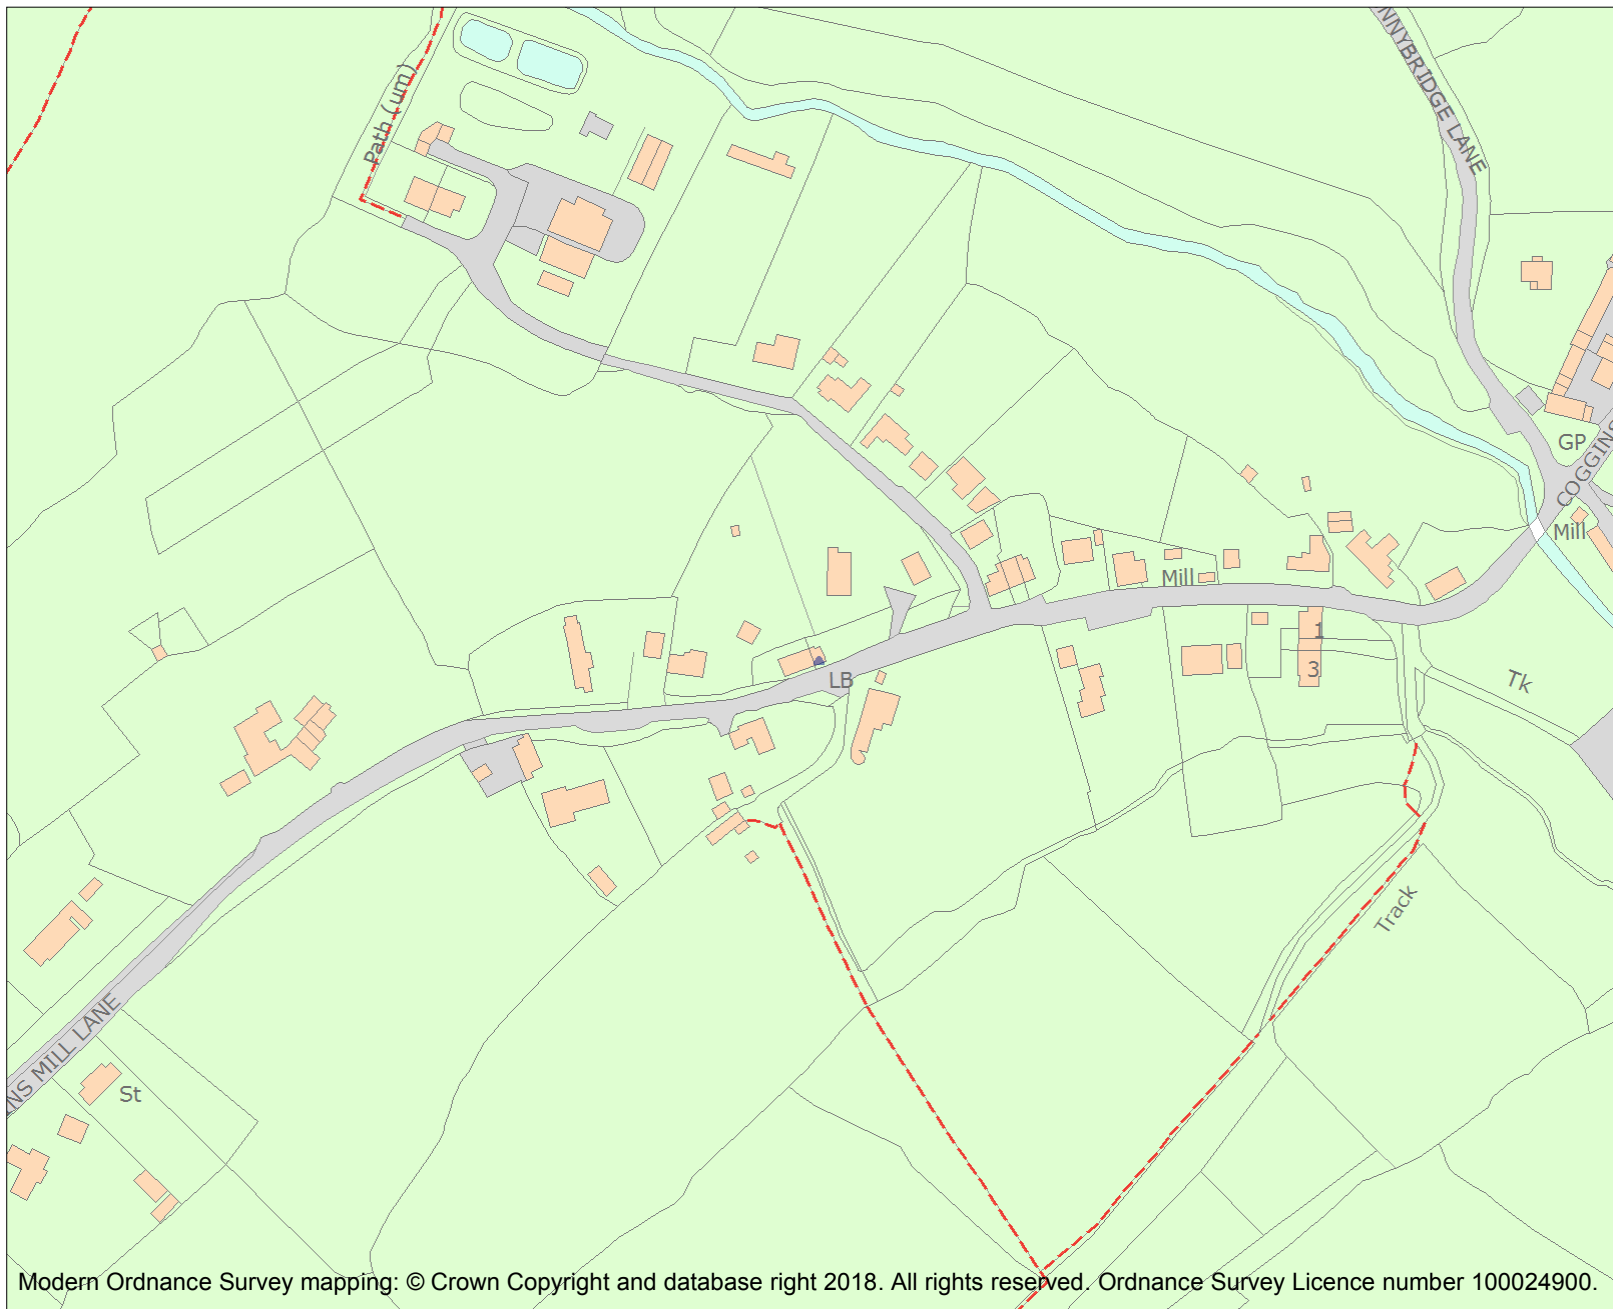 Path (um)
NNYBRIDGE LANE
GP
COGGINS
Mill
Mill
1
3
LB
Tk
Track
NS MILL LANE
St
Modern Ordnance Survey mapping: © Crown Copyright and database right 2018. All rights reserved. Ordnance Survey Licence number 100024900.